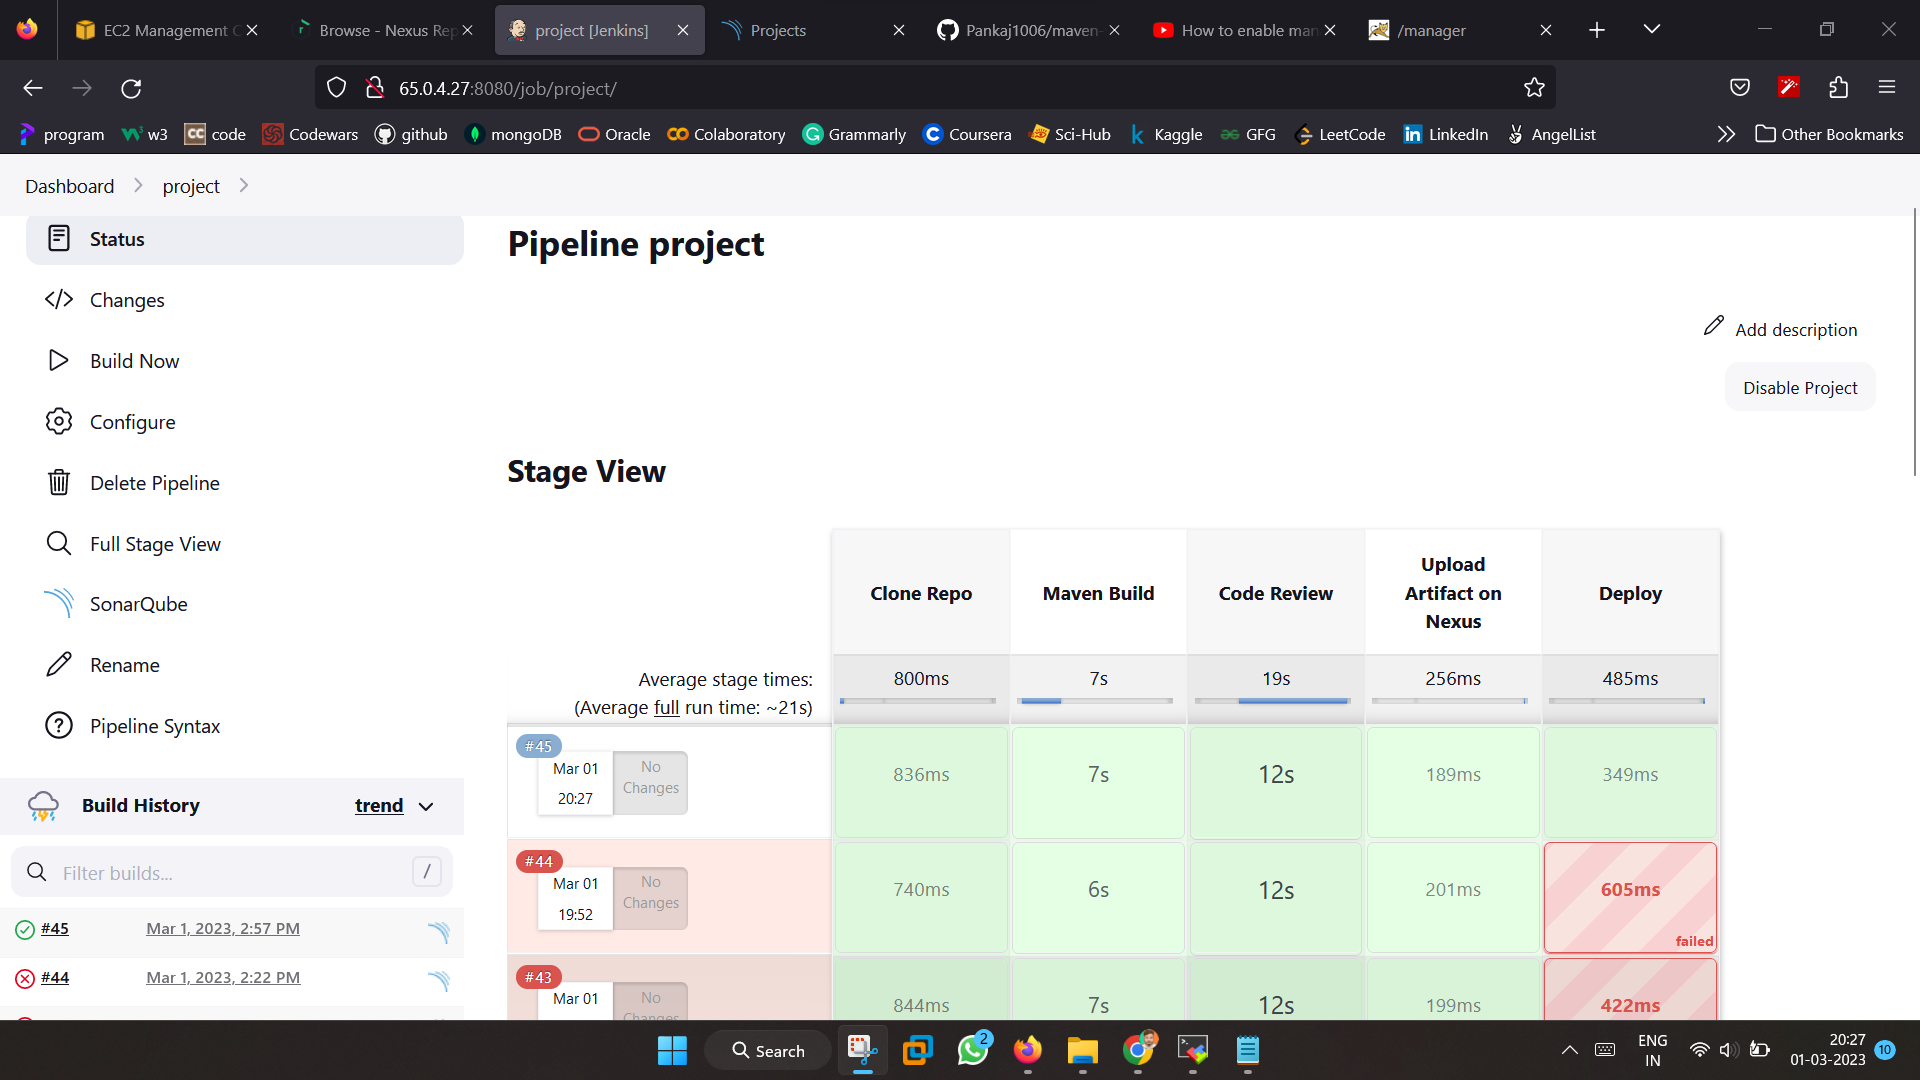 EC2 Management C
Browse - Nexus Rep
project [Jenkins]
Projects
Pankaj1006/maven-
How to enable man
/manager
65.0.4.27:8080/job/project/
program
w3
code
Codewars
github
mongoDB
Oracle
Colaboratory
Grammarly
Coursera
Sci-Hub
Kaggle
GFG
LeetCode
LinkedIn
AngelList
Other Bookmarks
Dashboard
project
Status
Changes
Build Now
Configure
Delete Pipeline
Full Stage View
SonarQube
Rename
Pipeline Syntax
Build History
trend
Filter builds...
/
#45
Mar 1, 2023, 2:57 PM
#44
Mar 1, 2023, 2:22 PM
Pipeline project
Add description
Disable Project
Stage View
Clone Repo
Maven Build
Code Review
Upload
Artifact on
Nexus
Deploy
Average stage times:
(Average full run time: ~21s)
800ms
7s
19s
256ms
485ms
#45
Mar 01
20:27
No
Changes
836ms
7s
12s
189ms
349ms
#44
Mar 01
19:52
No
Changes
740ms
6s
12s
201ms
605ms
failed
#43
Mar 01
No
Changes
844ms
7s
12s
199ms
422ms
Search
2
ENG
IN
20:27
01-03-2023
10